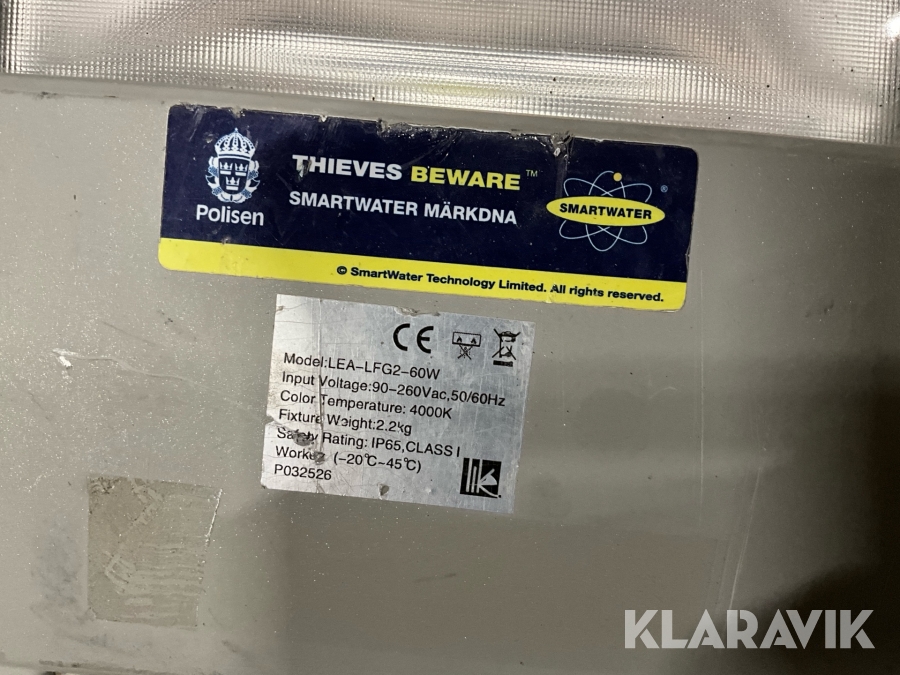 Polisen
THIEVES BEWARE™
SMARTWATER MÄRKDNA
SMARTWATER®
© SmartWater Technology Limited. All rights reserved.
CE
Model:LEA-LFG2-60W
Input Voltage:90-260Vac,50/60Hz
Color Temperature: 4000K
Fixture Weight:2.2kg
Safety Rating: IP65,CLASS I
(-20℃~45℃)
P032526
KLARAVIK